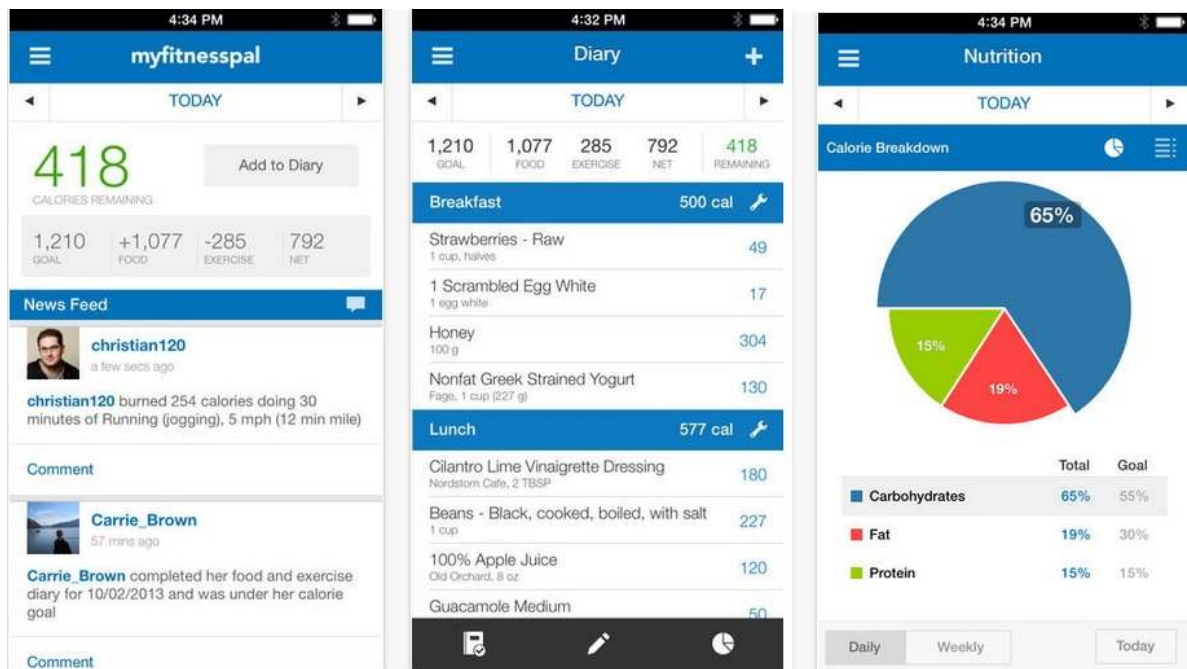 4:34 PM
myfitnesspal
TODAY
418
CALORIES REMAINING
Add to Diary
1,210 +1,077 -285 792
GOAL FOOD EXERCISE NET
News Feed
christian120
a few secs ago
christian120 burned 254 calories doing 30
minutes of Running (jogging), 5 mph (12 min mile)
Comment
Carrie_Brown
57 mins ago
Carrie_Brown completed her food and exercise
diary for 10/02/2013 and was under her calorie
goal
Comment
4:32 PM
Diary +
TODAY
1,210 1,077 285 792 418
GOAL FOOD EXERCISE NET REMAINING
Breakfast 500 cal
Strawberries - Raw 49
1 cup, halves
1 Scrambled Egg White 17
1 egg white
Honey 304
100 g
Nonfat Greek Strained Yogurt 130
Fage, 1 cup (227 g)
Lunch 577 cal
Cilantro Lime Vinaigrette Dressing 180
Nordstom Cafe, 2 TBSP
Beans - Black, cooked, boiled, with salt 227
1 cup
100% Apple Juice 120
Old Orchard, 8 oz
Guacamole Medium 50
4:34 PM
Nutrition
TODAY
Calorie Breakdown
65%
15%
19%
Total Goal
Carbohydrates 65% 55%
Fat 19% 30%
Protein 15% 15%
Daily Weekly Today